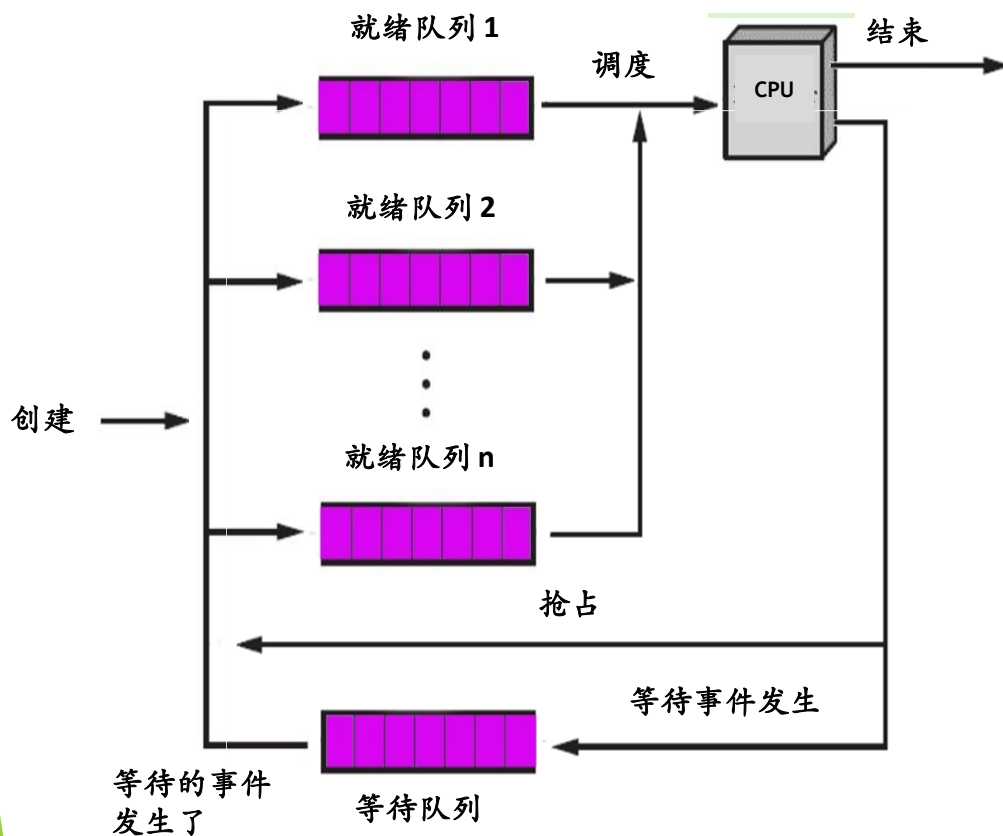 就绪队列 1
结束
调度
CPU
就绪队列 2
创建
就绪队列 n
抢占
等待事件发生
等待的事件
发生了
等待队列